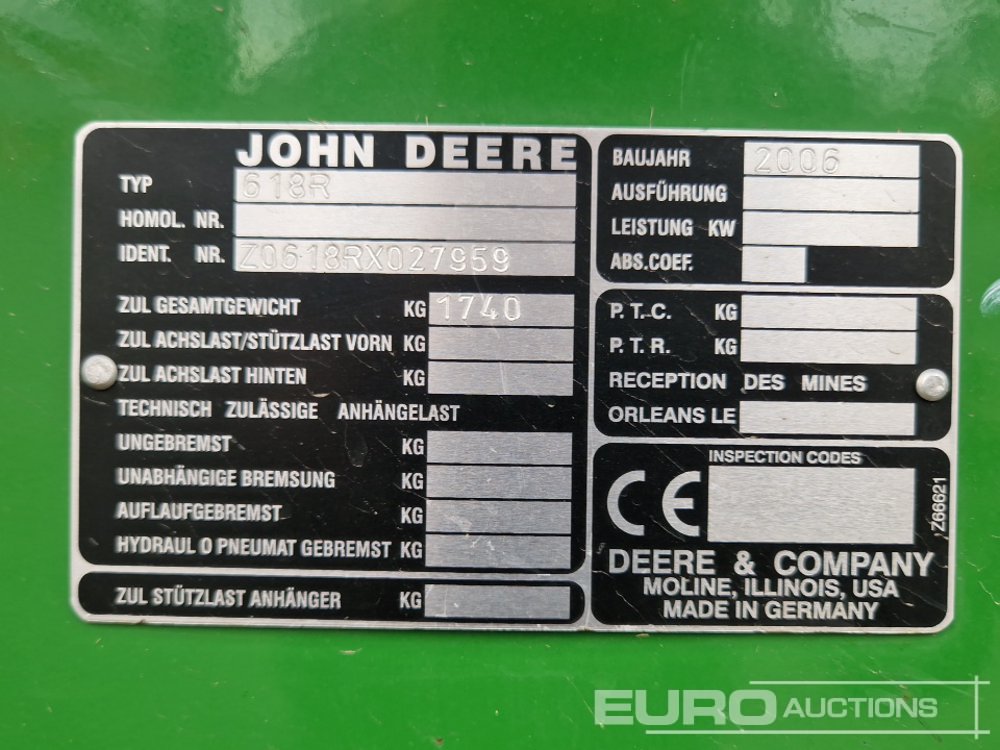 JOHN DEERE
TYP 618R
HOMOL. NR.
IDENT. NR. Z0618RX027959
ZUL GESAMTGEWICHT KG 1740
ZUL ACHSLAST/STÜTZLAST VORN KG
ZUL ACHSLAST HINTEN KG
TECHNISCH ZULÄSSIGE ANHÄNGELAST
UNGEBREMST KG
UNABHÄNGIGE BREMSUNG KG
AUFLAUFGEBREMST KG
HYDRAUL O PNEUMAT GEBREMST KG
ZUL STÜTZLAST ANHÄNGER KG
BAUJAHR 2006
AUSFÜHRUNG
LEISTUNG KW
ABS.COEF.
P.T.C. KG
P.T.R. KG
RECEPTION DES MINES
ORLEANS LE
INSPECTION CODES
CE
Z66621
DEERE & COMPANY
MOLINE, ILLINOIS, USA
MADE IN GERMANY
EURO AUCTIONS